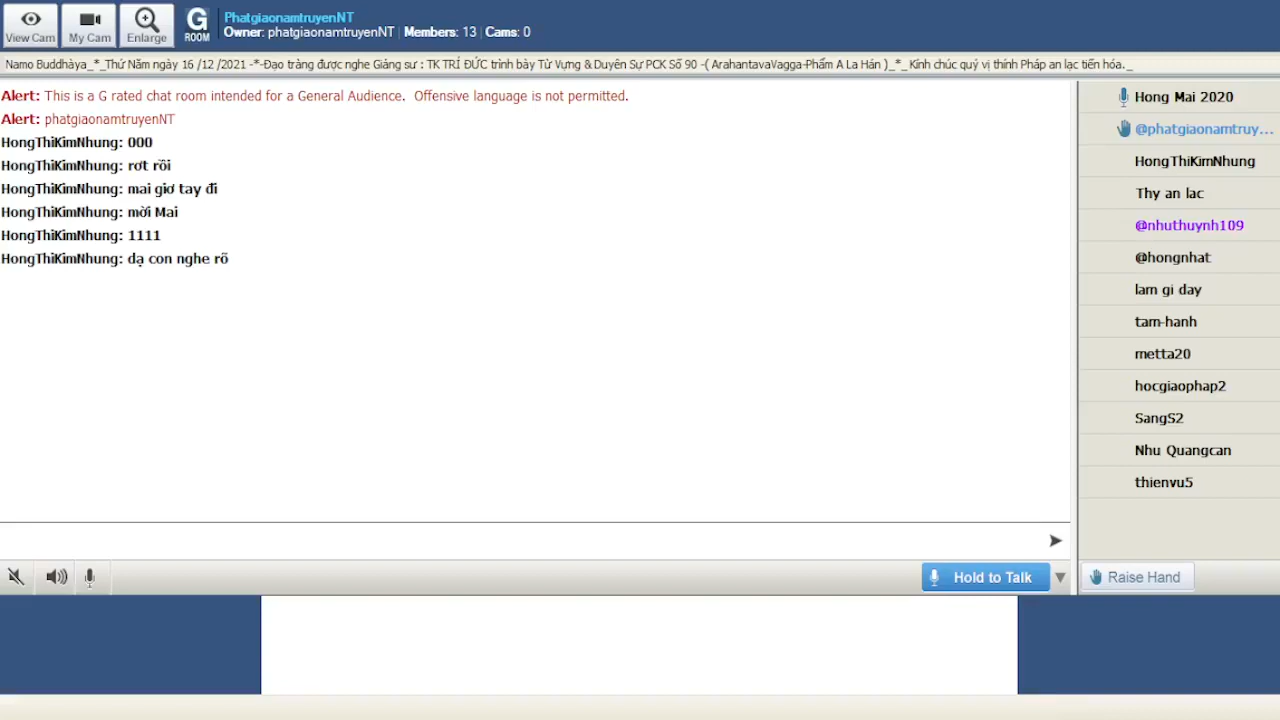 View Cam
My Cam
Enlarge
G
ROOM
PhatgiaonamtruyenNT
Owner: phatgiaonamtruyenNT | Members: 13 | Cams: 0
Namo Buddhàya_*_Thứ Năm ngày 16 /12 /2021 -*-Đạo tràng được nghe Giảng sư : TK TRÍ ĐỨC trình bày Từ Vựng & Duyên Sự PCK Số 90 -( ArahantavaVagga-Phẩm A La Hán )_*_ Kính chúc quý vị thính Pháp an lạc tiến hóa._
Alert: This is a G rated chat room intended for a General Audience. Offensive language is not permitted.
Alert: phatgiaonamtruyenNT
HongThiKimNhung: 000
HongThiKimNhung: rơt rồi
HongThiKimNhung: mai giơ tay đi
HongThiKimNhung: mời Mai
HongThiKimNhung: 1111
HongThiKimNhung: dạ con nghe rõ
Hong Mai 2020
@phatgiaonamtruy...
HongThiKimNhung
Thy an lac
@nhuthuynh109
@hongnhat
lam gi day
tam-hanh
metta20
hocgiaophap2
SangS2
Nhu Quangcan
thienvu5
Hold to Talk
Raise Hand